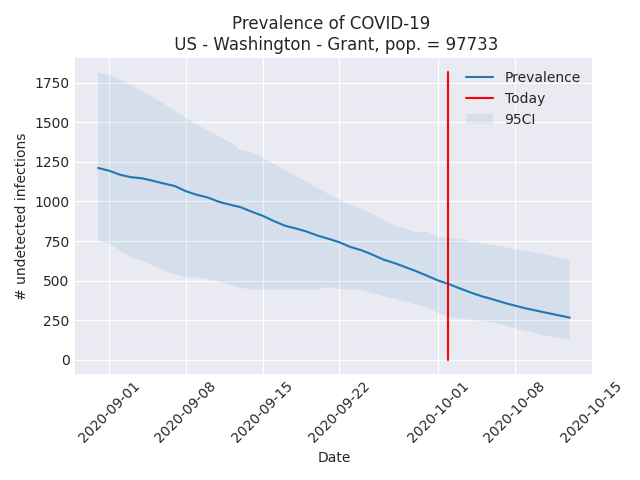 Prevalence of COVID-19
US - Washington - Grant, pop. = 97733
Prevalence
Today
95CI
1750
1500
1250
1000
750
500
250
0
# undetected infections
2020-09-01
2020-09-08
2020-09-15
2020-09-22
2020-10-01
2020-10-08
2020-10-15
Date